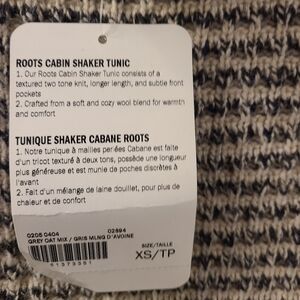 ROOTS CABIN SHAKER TUNIC
1. Our Roots Cabin Shaker Tunic consists of a
textured two tone knit, longer length, and subtle front
pockets
2. Crafted from a soft and cozy wool blend for warmth
and comfort
TUNIQUE SHAKER CABANE ROOTS
1. Notre tunique à mailles perlées Cabane est faite
d'un tricot texturé à deux tons, possède une longueur
plus généreuse et est munie de poches discrètes à
l'avant
2. Fait d'un mélange de laine douillet, pour plus de
chaleur et de confort
0206 0404 02894
GREY OAT MIX / GRIS MLNG D'AVOINE
SIZE/TAILLE
XS/TP